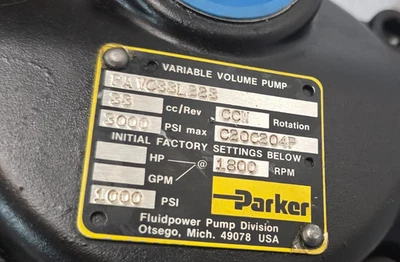 VARIABLE VOLUME PUMP
PAVC33L323
33 cc/Rev CCW Rotation
3000 PSI max C20C204P
INITIAL FACTORY SETTINGS BELOW
HP @ 1800 RPM
GPM
1000 PSI
Parker
Fluidpower Pump Division
Otsego, Mich. 49078 USA